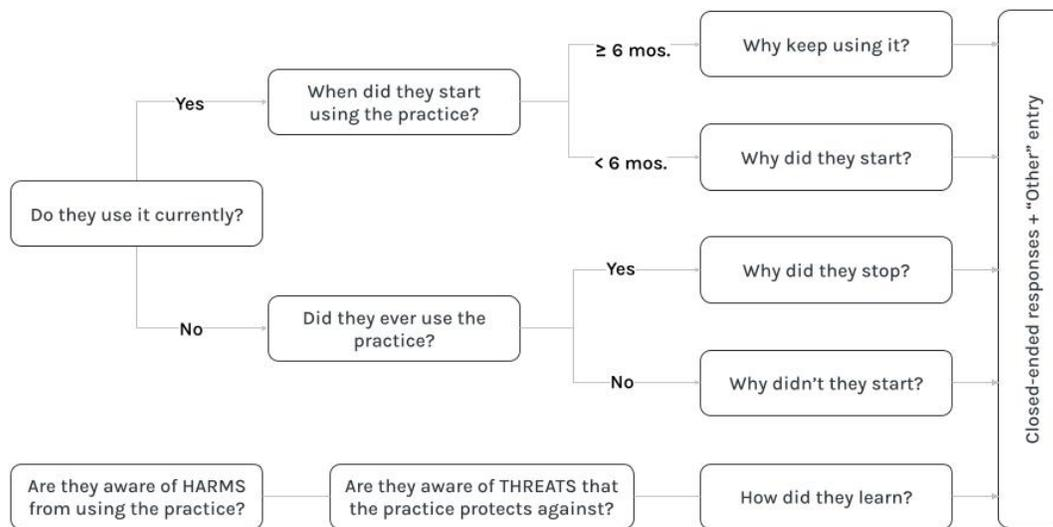 ≥ 6 mos.
Why keep using it?
Yes
When did they start
using the practice?
< 6 mos.
Why did they start?
Do they use it currently?
Yes
Why did they stop?
No
Did they ever use the
practice?
No
Why didn't they start?
Are they aware of HARMS
from using the practice?
Are they aware of THREATS that
the practice protects against?
How did they learn?
Closed-ended responses + "Other" entry